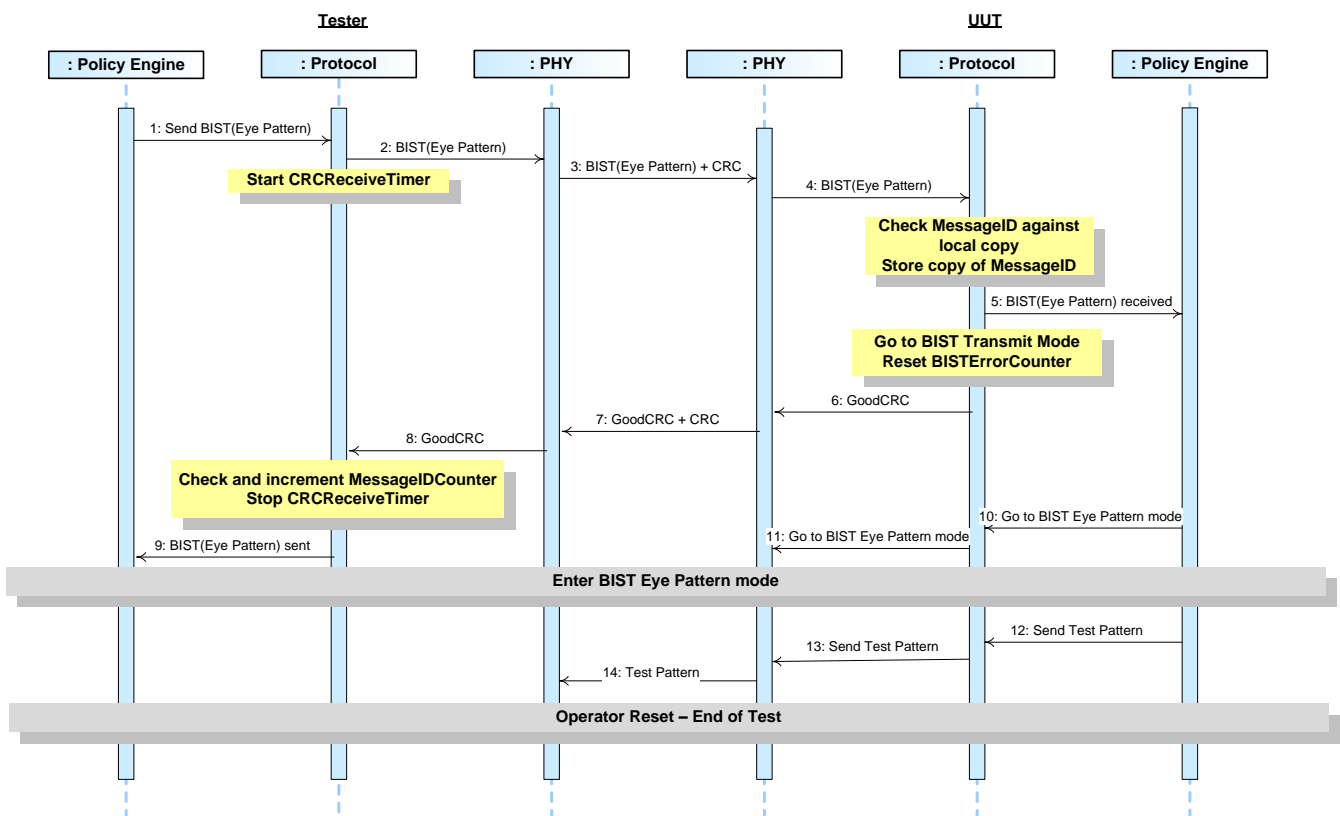 Tester
UUT
: Policy Engine
: Protocol
: PHY
: PHY
: Protocol
: Policy Engine
1: Send BIST(Eye Pattern)
2: BIST(Eye Pattern)
3: BIST(Eye Pattern) + CRC
Start CRCReceiveTimer
4: BIST(Eye Pattern)
Check MessageID against
local copy
Store copy of MessageID
5: BIST(Eye Pattern) received
Go to BIST Transmit Mode
Reset BISTErrorCounter
6: GoodCRC
7: GoodCRC + CRC
8: GoodCRC
Check and increment MessageIDCounter
Stop CRCReceiveTimer
10: Go to BIST Eye Pattern mode
11: Go to BIST Eye Pattern mode
9: BIST(Eye Pattern) sent
Enter BIST Eye Pattern mode
12: Send Test Pattern
13: Send Test Pattern
14: Test Pattern
Operator Reset – End of Test